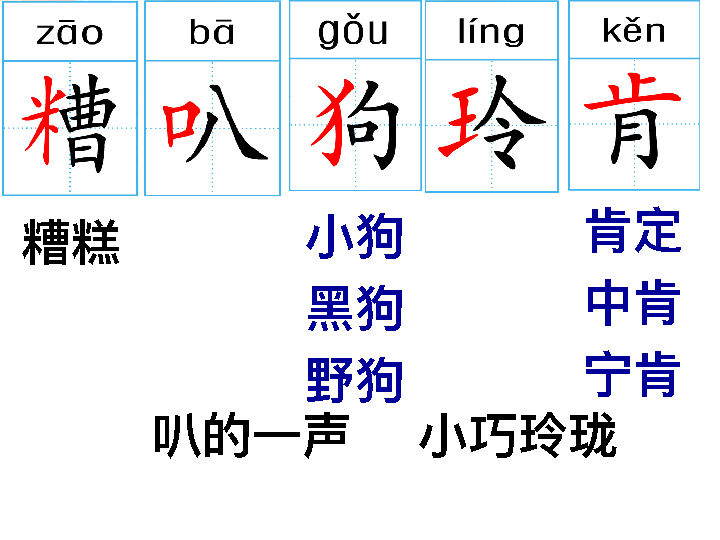 zāo bā gǒu líng kěn
糟 叭 狗 玲 肯
糟糕 小狗 肯定
黑狗 中肯
野狗 宁肯
叭的一声 小巧玲珑